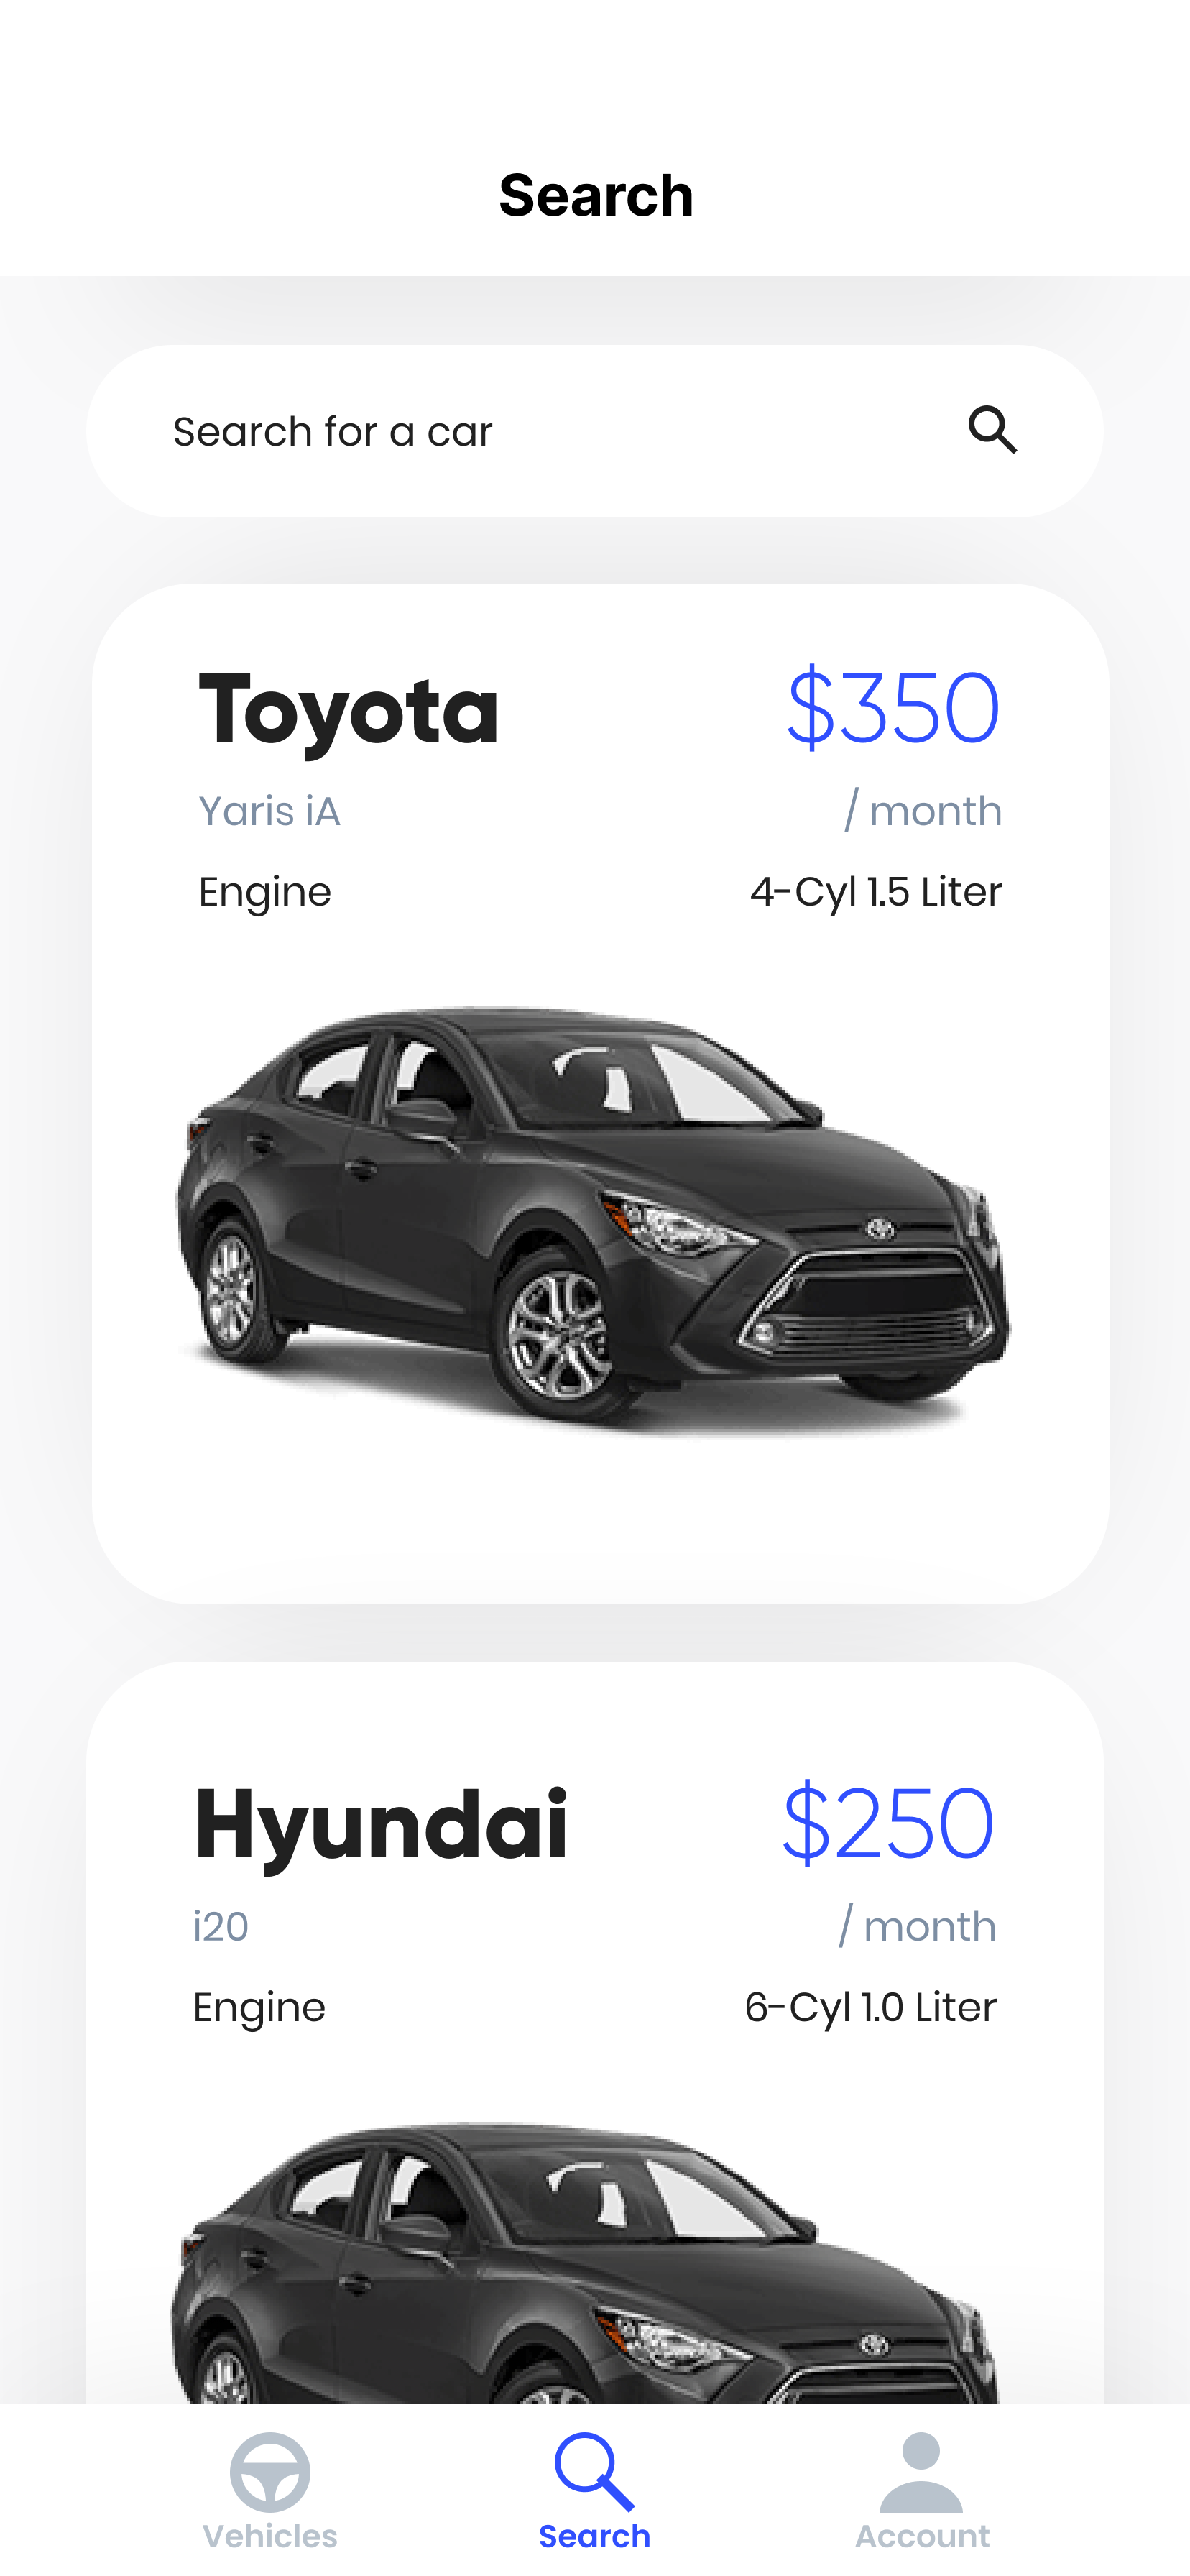 Search
Search for a car
Toyota $350
Yaris iA / month
Engine 4-Cyl 1.5 Liter
Hyundai $250
i20 / month
Engine 6-Cyl 1.0 Liter
Vehicles Search Account